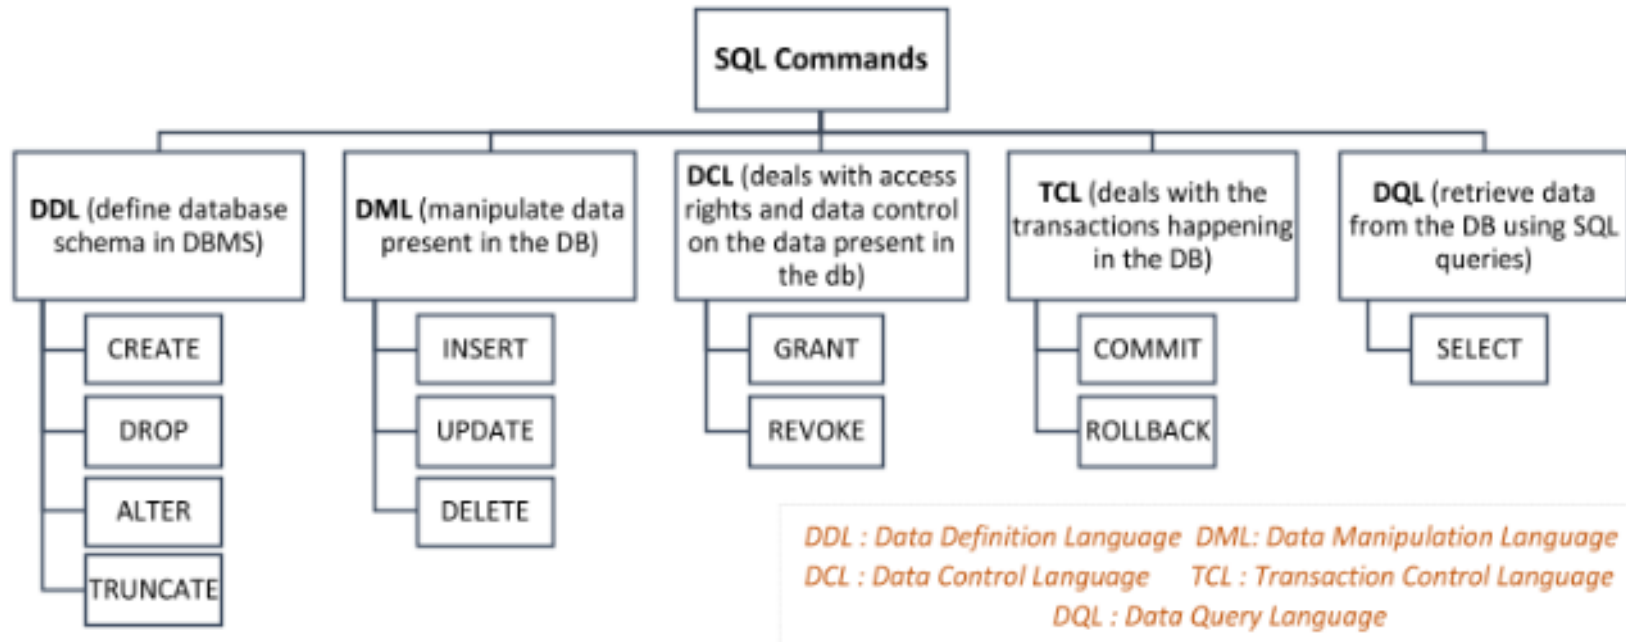 SQL Commands
DDL (define database
schema in DBMS)
CREATE
DROP
ALTER
TRUNCATE
DML (manipulate data
present in the DB)
INSERT
UPDATE
DELETE
DCL (deals with access
rights and data control
on the data present in
the db)
GRANT
REVOKE
TCL (deals with the
transactions happening
in the DB)
COMMIT
ROLLBACK
DQL (retrieve data
from the DB using SQL
queries)
SELECT
DDL : Data Definition Language DML: Data Manipulation Language
DCL : Data Control Language TCL : Transaction Control Language
DQL : Data Query Language